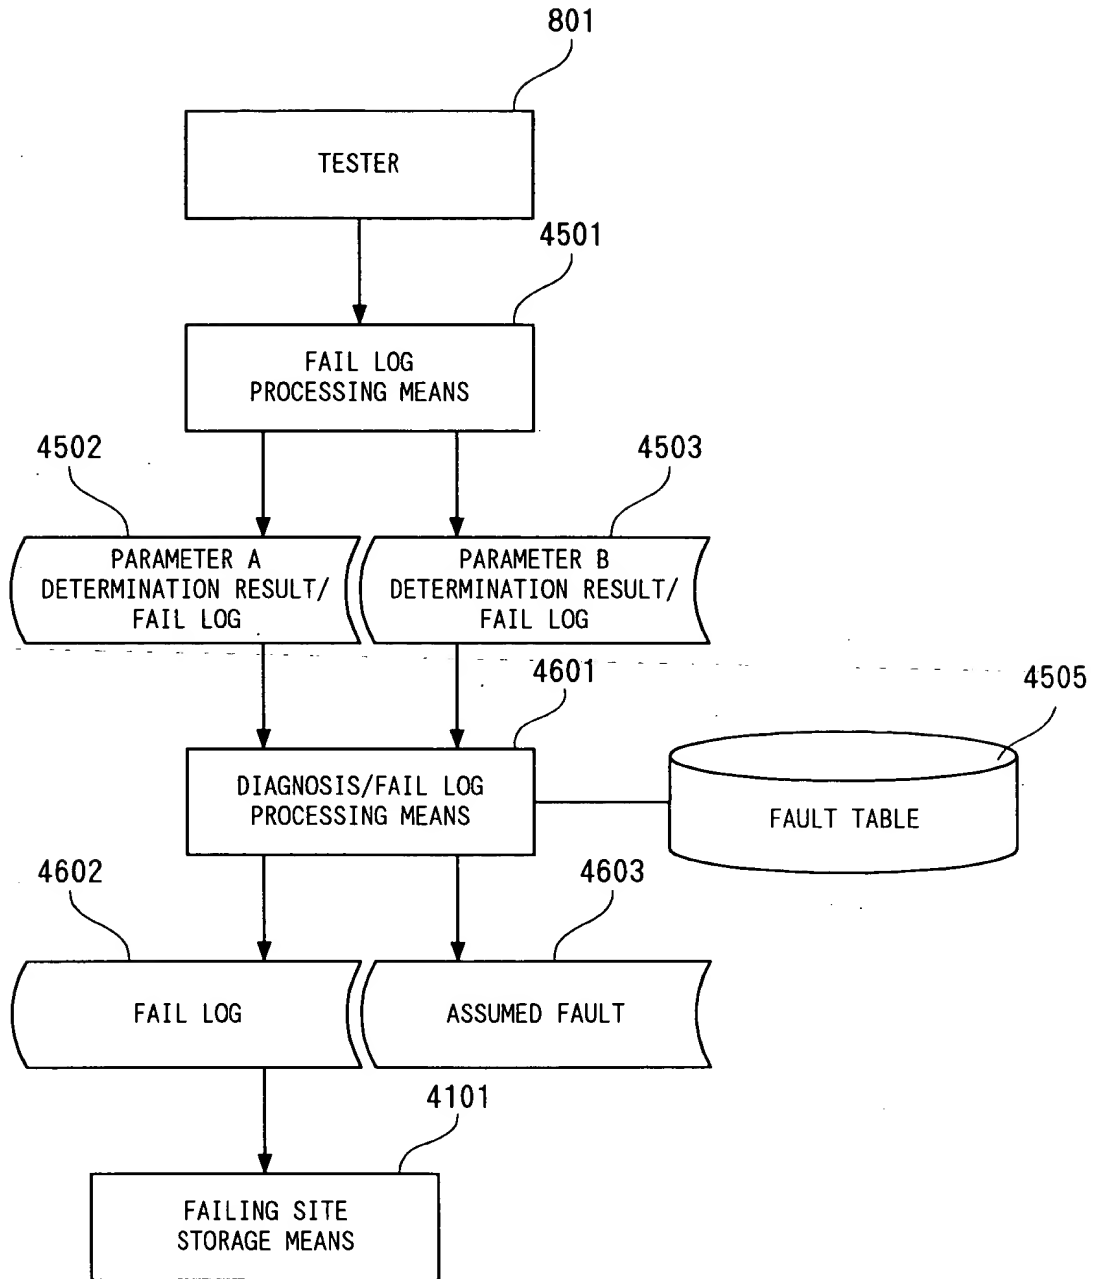 801
TESTER
4501
FAIL LOG
PROCESSING MEANS
4502
4503
PARAMETER A
DETERMINATION RESULT/
FAIL LOG
PARAMETER B
DETERMINATION RESULT/
FAIL LOG
4601
4505
DIAGNOSIS/FAIL LOG
PROCESSING MEANS
FAULT TABLE
4602
4603
FAIL LOG
ASSUMED FAULT
4101
FAILING SITE
STORAGE MEANS